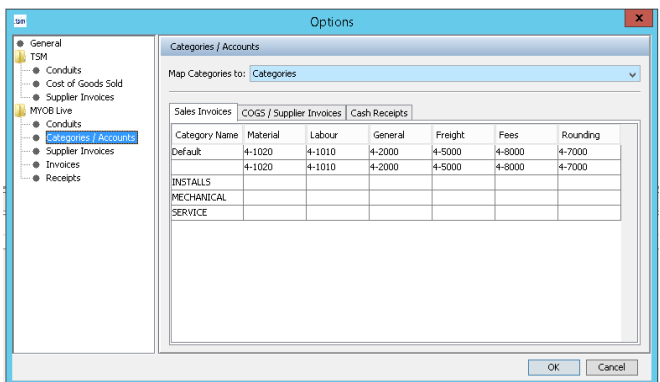 .tsm Options x
General
TSM
Conduits
Cost of Goods Sold
Supplier Invoices
MYOB Live
Conduits
Categories / Accounts
Supplier Invoices
Invoices
Receipts
Categories / Accounts
Map Categories to: Categories
Sales Invoices COGS / Supplier Invoices Cash Receipts
Category Name Material Labour General Freight Fees Rounding
Default 4-1020 4-1010 4-2000 4-5000 4-8000 4-7000
4-1020 4-1010 4-2000 4-5000 4-8000 4-7000
INSTALLS
MECHANICAL
SERVICE
OK Cancel